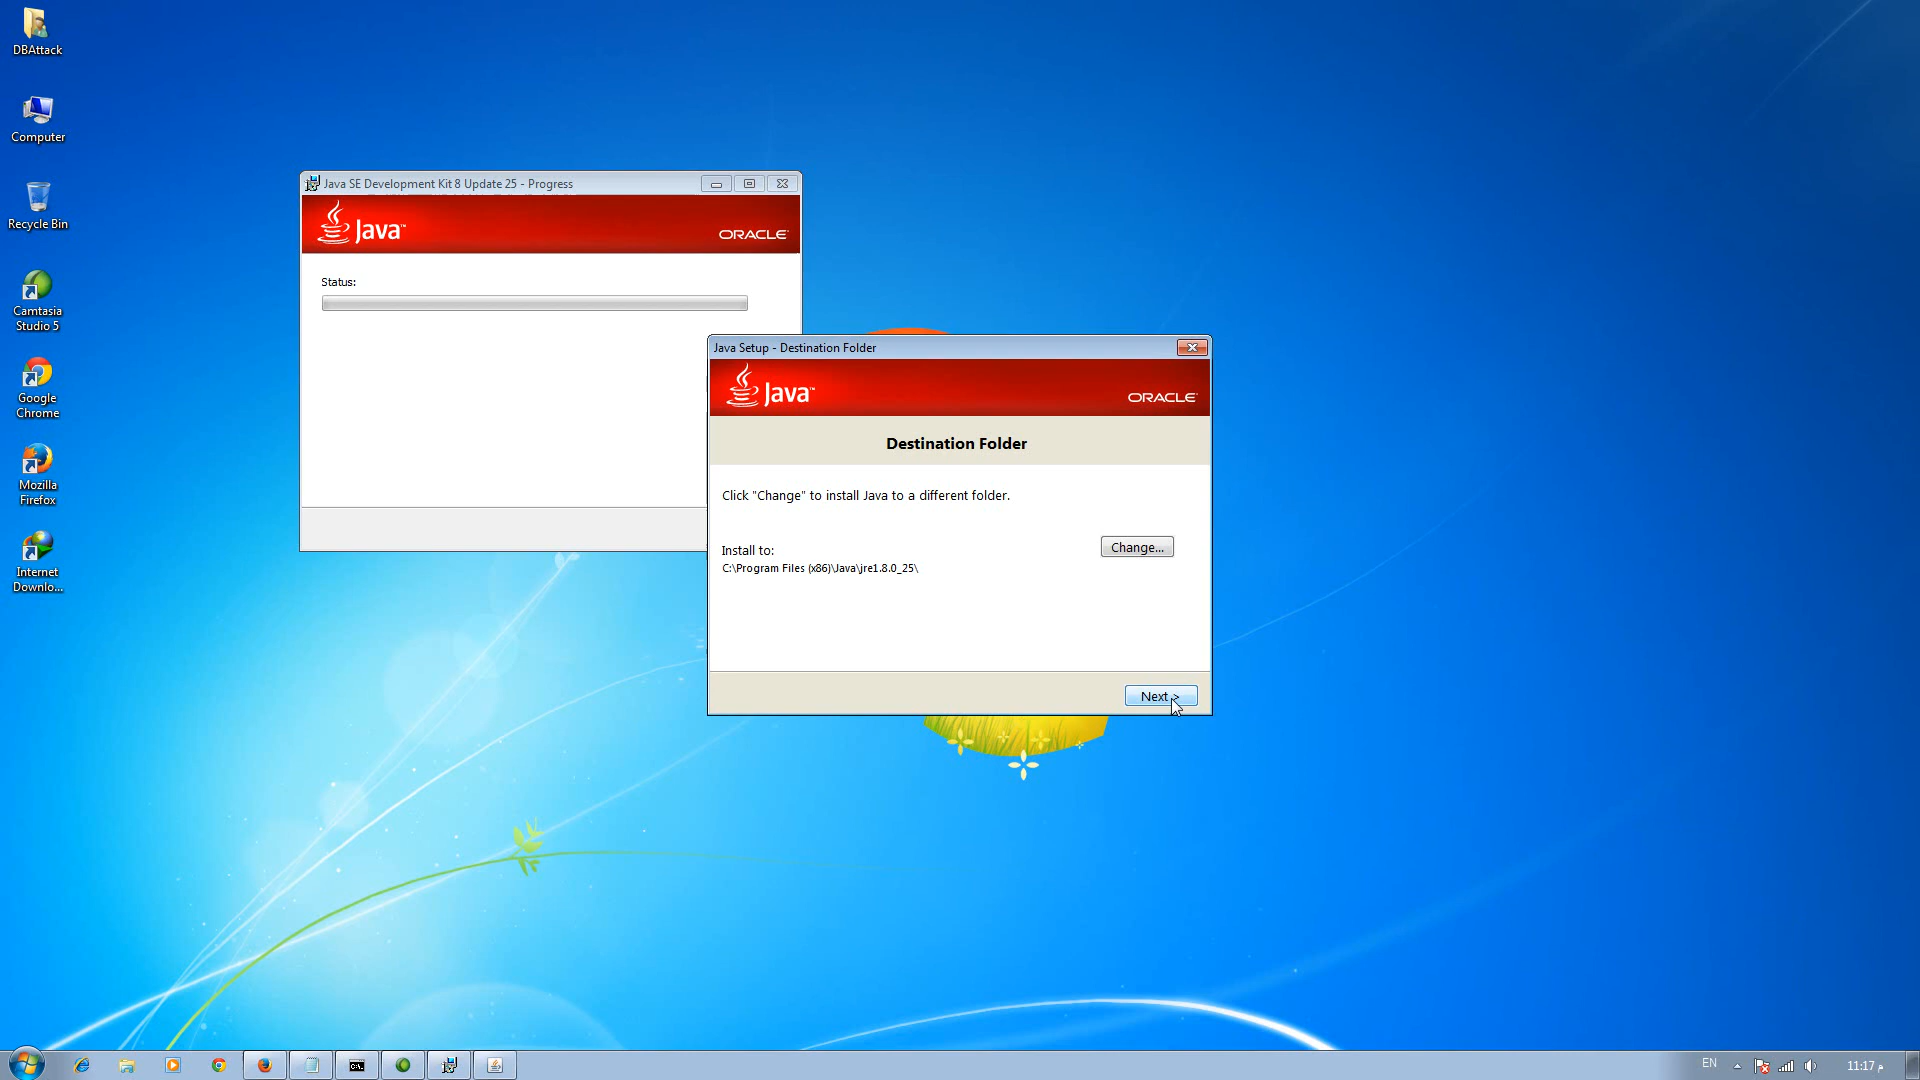 DBAttack
Computer
Recycle Bin
Camtasia
Studio 5
Google
Chrome
Mozilla
Firefox
Internet
Downlo...
Java SE Development Kit 8 Update 25 - Progress
Java™
ORACLE
Status:
Java Setup - Destination Folder
Java™
ORACLE
Destination Folder
Click "Change" to install Java to a different folder.
Install to:
Change...
C:\Program Files (x86)\Java\jre1.8.0_25\
Next >
C:\.
EN
11:17 م